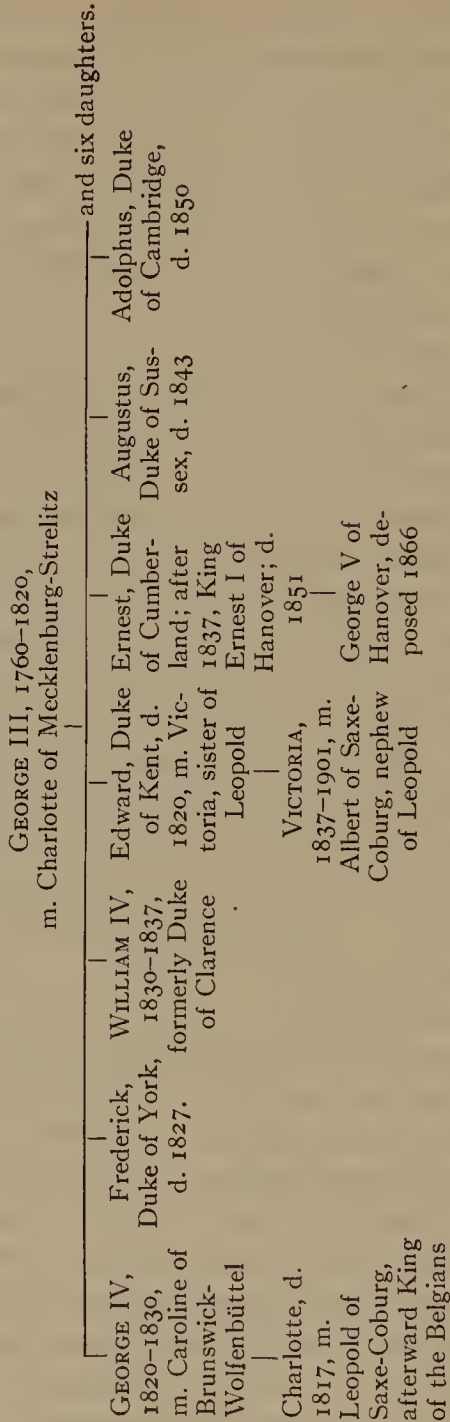 GEORGE III, 1760–1820,
m. Charlotte of Mecklenburg-Strelitz
and six daughters.
GEORGE IV,
1820–1830,
m. Caroline of
Brunswick-
Wolfenbüttel
Charlotte, d.
1817, m.
Leopold of
Saxe-Coburg,
afterward King
of the Belgians
Frederick,
Duke of York,
d. 1827.
WILLIAM IV,
1830–1837,
formerly Duke
of Clarence
Edward, Duke
of Kent, d.
1820, m. Vic-
toria, sister of
Leopold
VICTORIA,
1837–1901, m.
Albert of Saxe-
Coburg, nephew
of Leopold
Ernest, Duke
of Cumber-
land; after
1837, King
Ernest I of
Hanover; d.
1851
George V of
Hanover, de-
posed 1866
Augustus,
Duke of Sus-
sex, d. 1843
Adolphus, Duke
of Cambridge,
d. 1850